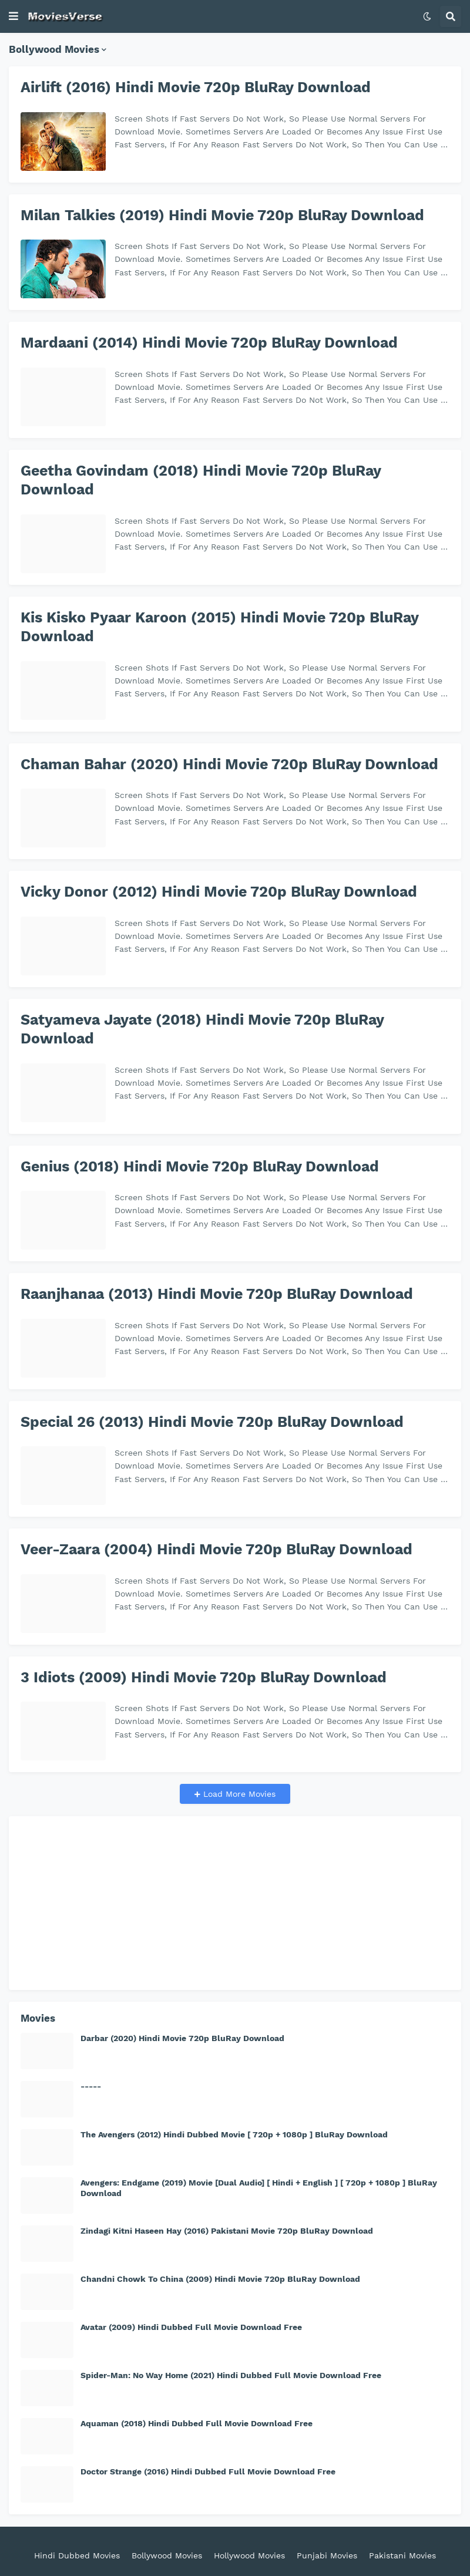 MoviesVerse
Bollywood Movies
Airlift (2016) Hindi Movie 720p BluRay Download
Screen Shots If Fast Servers Do Not Work, So Please Use Normal Servers For
Download Movie. Sometimes Servers Are Loaded Or Becomes Any Issue First Use
Fast Servers, If For Any Reason Fast Servers Do Not Work, So Then You Can Use ...
Milan Talkies (2019) Hindi Movie 720p BluRay Download
Screen Shots If Fast Servers Do Not Work, So Please Use Normal Servers For
Download Movie. Sometimes Servers Are Loaded Or Becomes Any Issue First Use
Fast Servers, If For Any Reason Fast Servers Do Not Work, So Then You Can Use ...
Mardaani (2014) Hindi Movie 720p BluRay Download
Screen Shots If Fast Servers Do Not Work, So Please Use Normal Servers For
Download Movie. Sometimes Servers Are Loaded Or Becomes Any Issue First Use
Fast Servers, If For Any Reason Fast Servers Do Not Work, So Then You Can Use ...
Geetha Govindam (2018) Hindi Movie 720p BluRay
Download
Screen Shots If Fast Servers Do Not Work, So Please Use Normal Servers For
Download Movie. Sometimes Servers Are Loaded Or Becomes Any Issue First Use
Fast Servers, If For Any Reason Fast Servers Do Not Work, So Then You Can Use ...
Kis Kisko Pyaar Karoon (2015) Hindi Movie 720p BluRay
Download
Screen Shots If Fast Servers Do Not Work, So Please Use Normal Servers For
Download Movie. Sometimes Servers Are Loaded Or Becomes Any Issue First Use
Fast Servers, If For Any Reason Fast Servers Do Not Work, So Then You Can Use ...
Chaman Bahar (2020) Hindi Movie 720p BluRay Download
Screen Shots If Fast Servers Do Not Work, So Please Use Normal Servers For
Download Movie. Sometimes Servers Are Loaded Or Becomes Any Issue First Use
Fast Servers, If For Any Reason Fast Servers Do Not Work, So Then You Can Use ...
Vicky Donor (2012) Hindi Movie 720p BluRay Download
Screen Shots If Fast Servers Do Not Work, So Please Use Normal Servers For
Download Movie. Sometimes Servers Are Loaded Or Becomes Any Issue First Use
Fast Servers, If For Any Reason Fast Servers Do Not Work, So Then You Can Use ...
Satyameva Jayate (2018) Hindi Movie 720p BluRay
Download
Screen Shots If Fast Servers Do Not Work, So Please Use Normal Servers For
Download Movie. Sometimes Servers Are Loaded Or Becomes Any Issue First Use
Fast Servers, If For Any Reason Fast Servers Do Not Work, So Then You Can Use ...
Genius (2018) Hindi Movie 720p BluRay Download
Screen Shots If Fast Servers Do Not Work, So Please Use Normal Servers For
Download Movie. Sometimes Servers Are Loaded Or Becomes Any Issue First Use
Fast Servers, If For Any Reason Fast Servers Do Not Work, So Then You Can Use ...
Raanjhanaa (2013) Hindi Movie 720p BluRay Download
Screen Shots If Fast Servers Do Not Work, So Please Use Normal Servers For
Download Movie. Sometimes Servers Are Loaded Or Becomes Any Issue First Use
Fast Servers, If For Any Reason Fast Servers Do Not Work, So Then You Can Use ...
Special 26 (2013) Hindi Movie 720p BluRay Download
Screen Shots If Fast Servers Do Not Work, So Please Use Normal Servers For
Download Movie. Sometimes Servers Are Loaded Or Becomes Any Issue First Use
Fast Servers, If For Any Reason Fast Servers Do Not Work, So Then You Can Use ...
Veer-Zaara (2004) Hindi Movie 720p BluRay Download
Screen Shots If Fast Servers Do Not Work, So Please Use Normal Servers For
Download Movie. Sometimes Servers Are Loaded Or Becomes Any Issue First Use
Fast Servers, If For Any Reason Fast Servers Do Not Work, So Then You Can Use ...
3 Idiots (2009) Hindi Movie 720p BluRay Download
Screen Shots If Fast Servers Do Not Work, So Please Use Normal Servers For
Download Movie. Sometimes Servers Are Loaded Or Becomes Any Issue First Use
Fast Servers, If For Any Reason Fast Servers Do Not Work, So Then You Can Use ...
+ Load More Movies
Movies
Darbar (2020) Hindi Movie 720p BluRay Download
-----
The Avengers (2012) Hindi Dubbed Movie [ 720p + 1080p ] BluRay Download
Avengers: Endgame (2019) Movie [Dual Audio] [ Hindi + English ] [ 720p + 1080p ] BluRay
Download
Zindagi Kitni Haseen Hay (2016) Pakistani Movie 720p BluRay Download
Chandni Chowk To China (2009) Hindi Movie 720p BluRay Download
Avatar (2009) Hindi Dubbed Full Movie Download Free
Spider-Man: No Way Home (2021) Hindi Dubbed Full Movie Download Free
Aquaman (2018) Hindi Dubbed Full Movie Download Free
Doctor Strange (2016) Hindi Dubbed Full Movie Download Free
Hindi Dubbed Movies Bollywood Movies Hollywood Movies Punjabi Movies Pakistani Movies